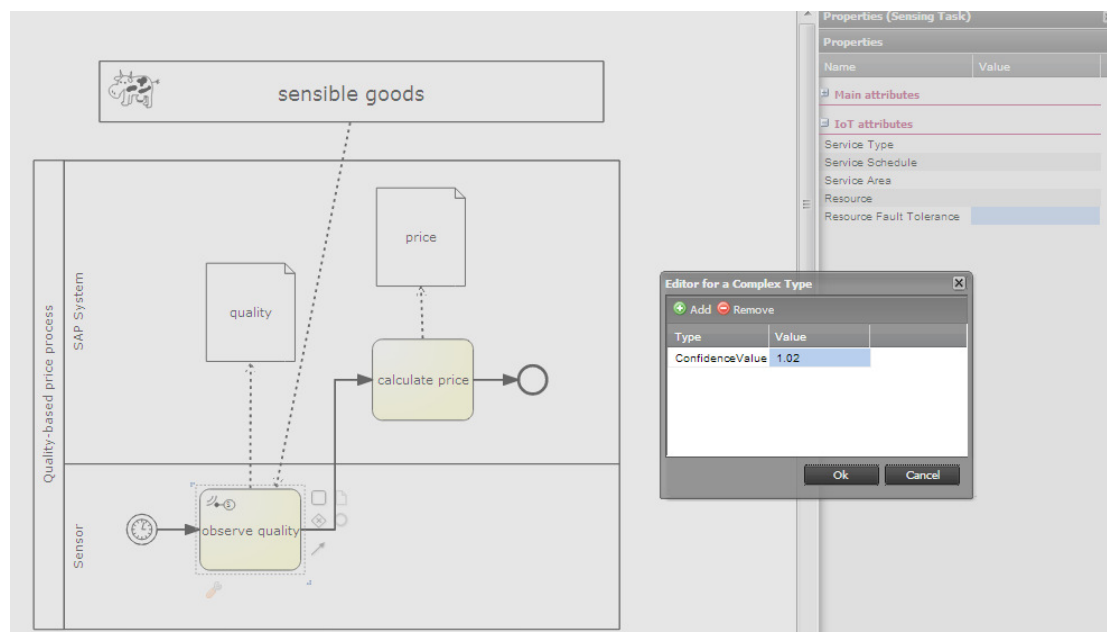 sensible goods
Quality-based price process
SAP System
price
quality
calculate price
Sensor
observe quality
Properties (Sensing Task)
Properties
Name Value
Main attributes
IoT attributes
Service Type
Service Schedule
Service Area
Resource
Resource Fault Tolerance
Editor for a Complex Type
Add Remove
Type Value
ConfidenceValue 1.02
Ok Cancel